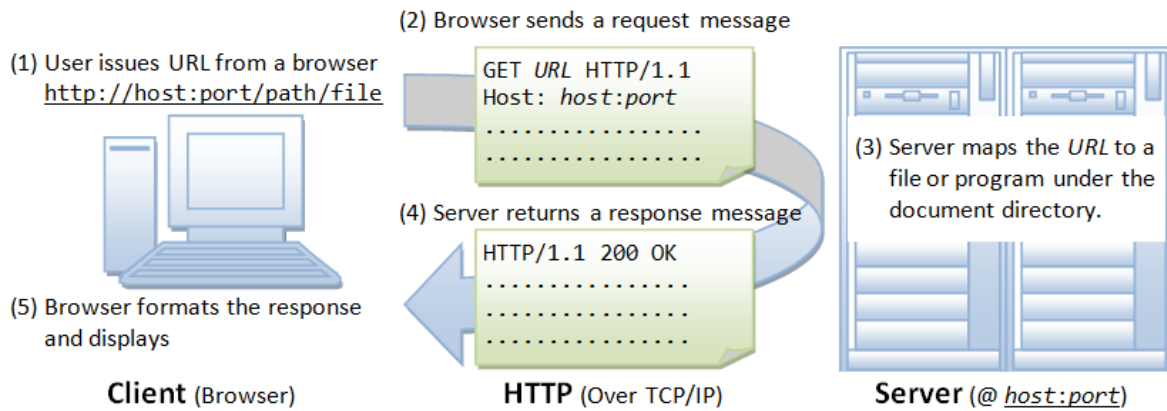 (1) User issues URL from a browser
http://host:port/path/file
(2) Browser sends a request message
GET URL HTTP/1.1
Host: host:port
.................
.................
(3) Server maps the URL to a
file or program under the
document directory.
(4) Server returns a response message
HTTP/1.1 200 OK
................
................
................
(5) Browser formats the response
and displays
Client (Browser)
HTTP (Over TCP/IP)
Server (@ host:port)